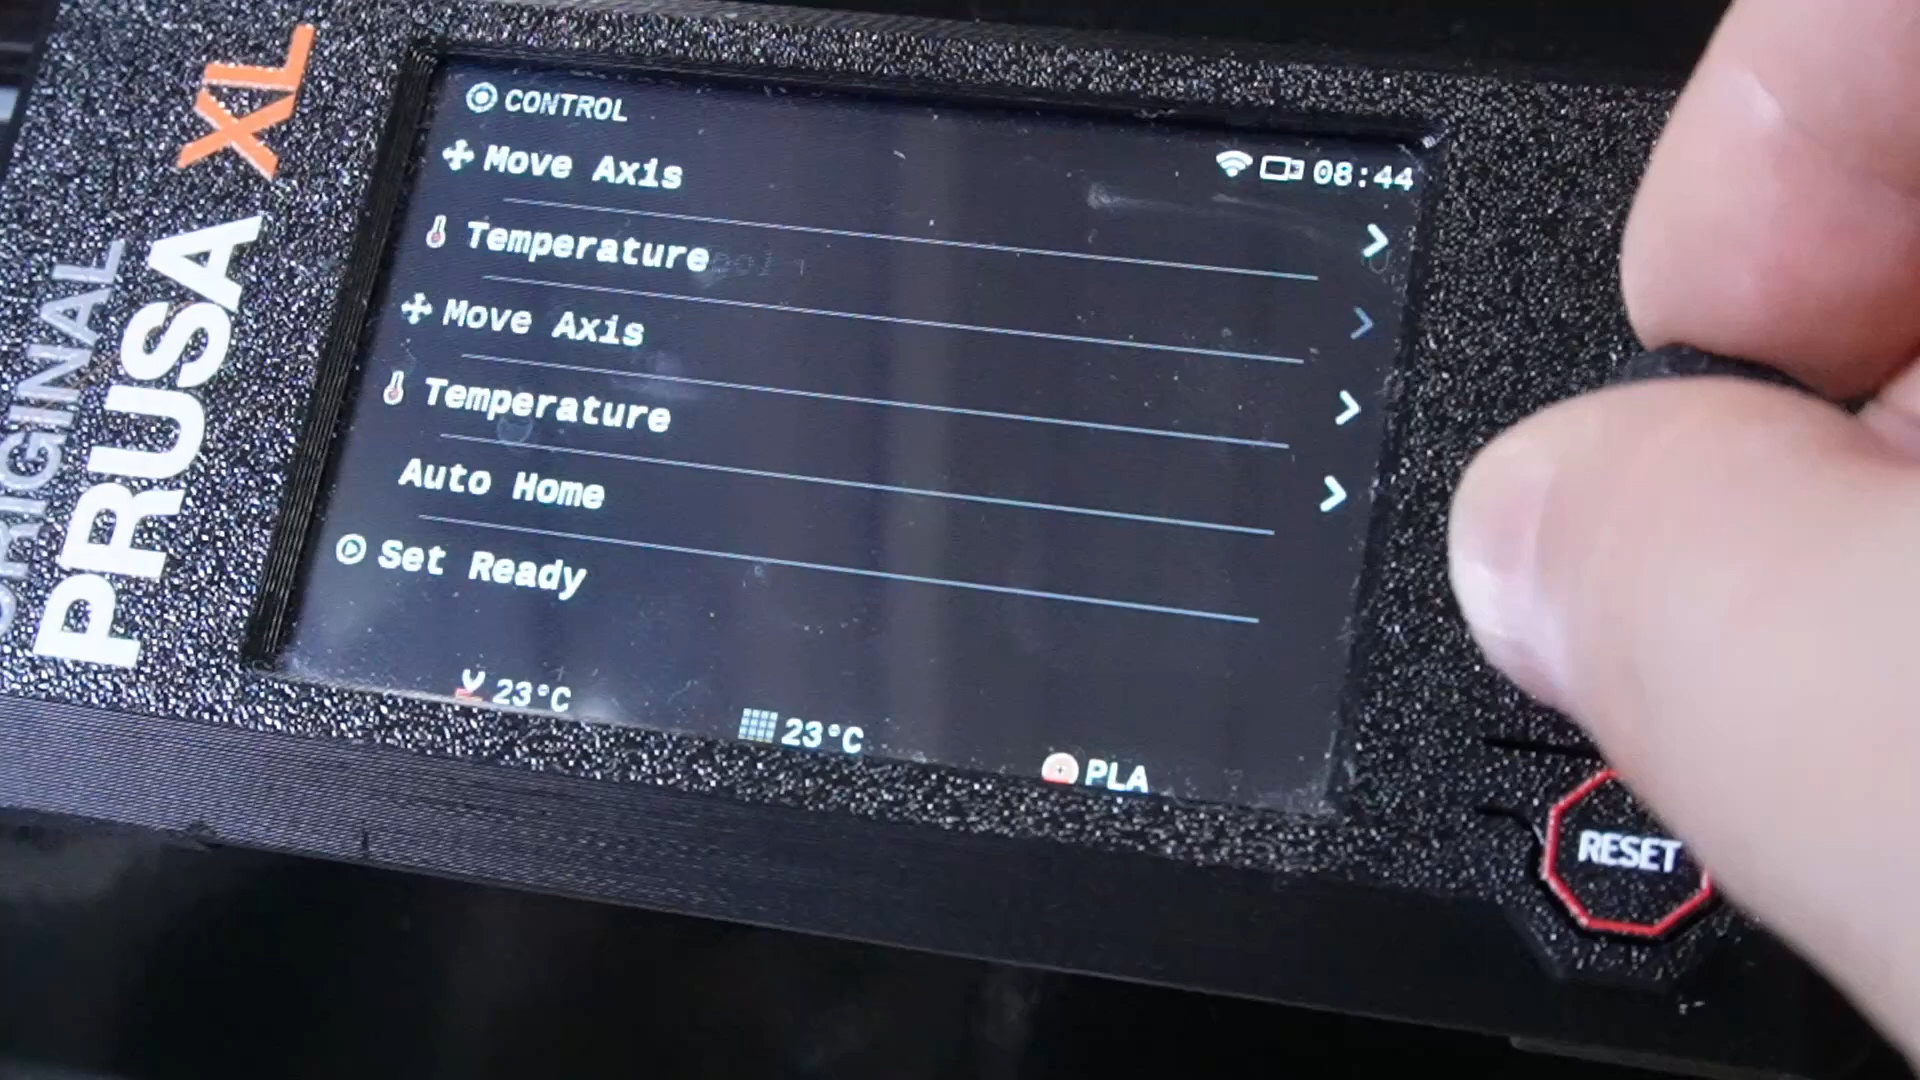 ORIGINAL
PRUSA XL
CONTROL
08:44
Move Axis
Temperature
Move Axis
Temperature
Auto Home
Set Ready
23°C
23°C
PLA
RESET